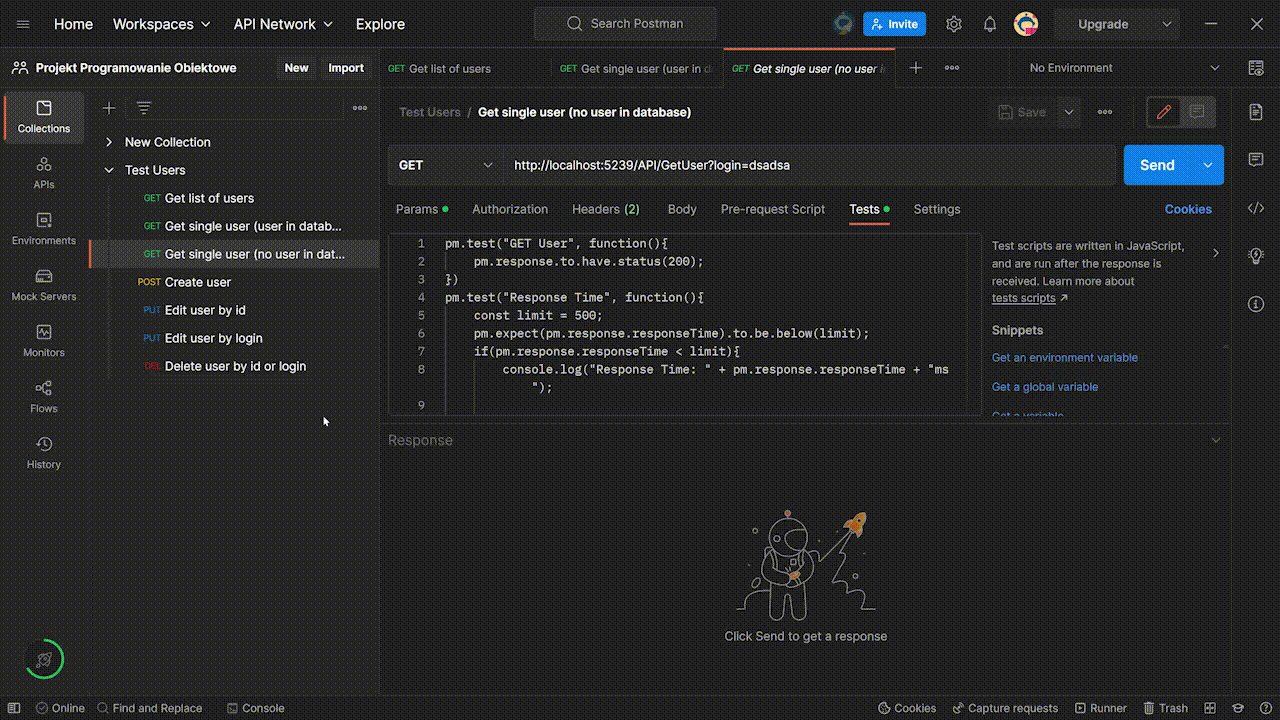 Home Workspaces API Network Explore Search Postman Invite Upgrade
Projekt Programowanie Obiektowe New Import
GET Get list of users GET Get single user (user in d GET Get single user (no user i No Environment
Collections
APIs
Environments
Mock Servers
Monitors
Flows
History
New Collection
Test Users
GET Get list of users
GET Get single user (user in datab...
GET Get single user (no user in dat...
POST Create user
PUT Edit user by id
PUT Edit user by login
DEL Delete user by id or login
Test Users / Get single user (no user in database) Save
GET http://localhost:5239/API/GetUser?login=dsadsa Send
Params Authorization Headers (2) Body Pre-request Script Tests Settings Cookies
1 pm.test("GET User", function(){
2 pm.response.to.have.status(200);
3 })
4 pm.test("Response Time", function(){
5 const limit = 500;
6 pm.expect(pm.response.responseTime).to.be.below(limit);
7 if(pm.response.responseTime < limit){
8 console.log("Response Time: " + pm.response.responseTime + "ms
");
9
Test scripts are written in JavaScript,
and are run after the response is
received. Learn more about
tests scripts
Snippets
Get an environment variable
Get a global variable
Get a variable
Response
Click Send to get a response
Online Find and Replace Console Cookies Capture requests Runner Trash